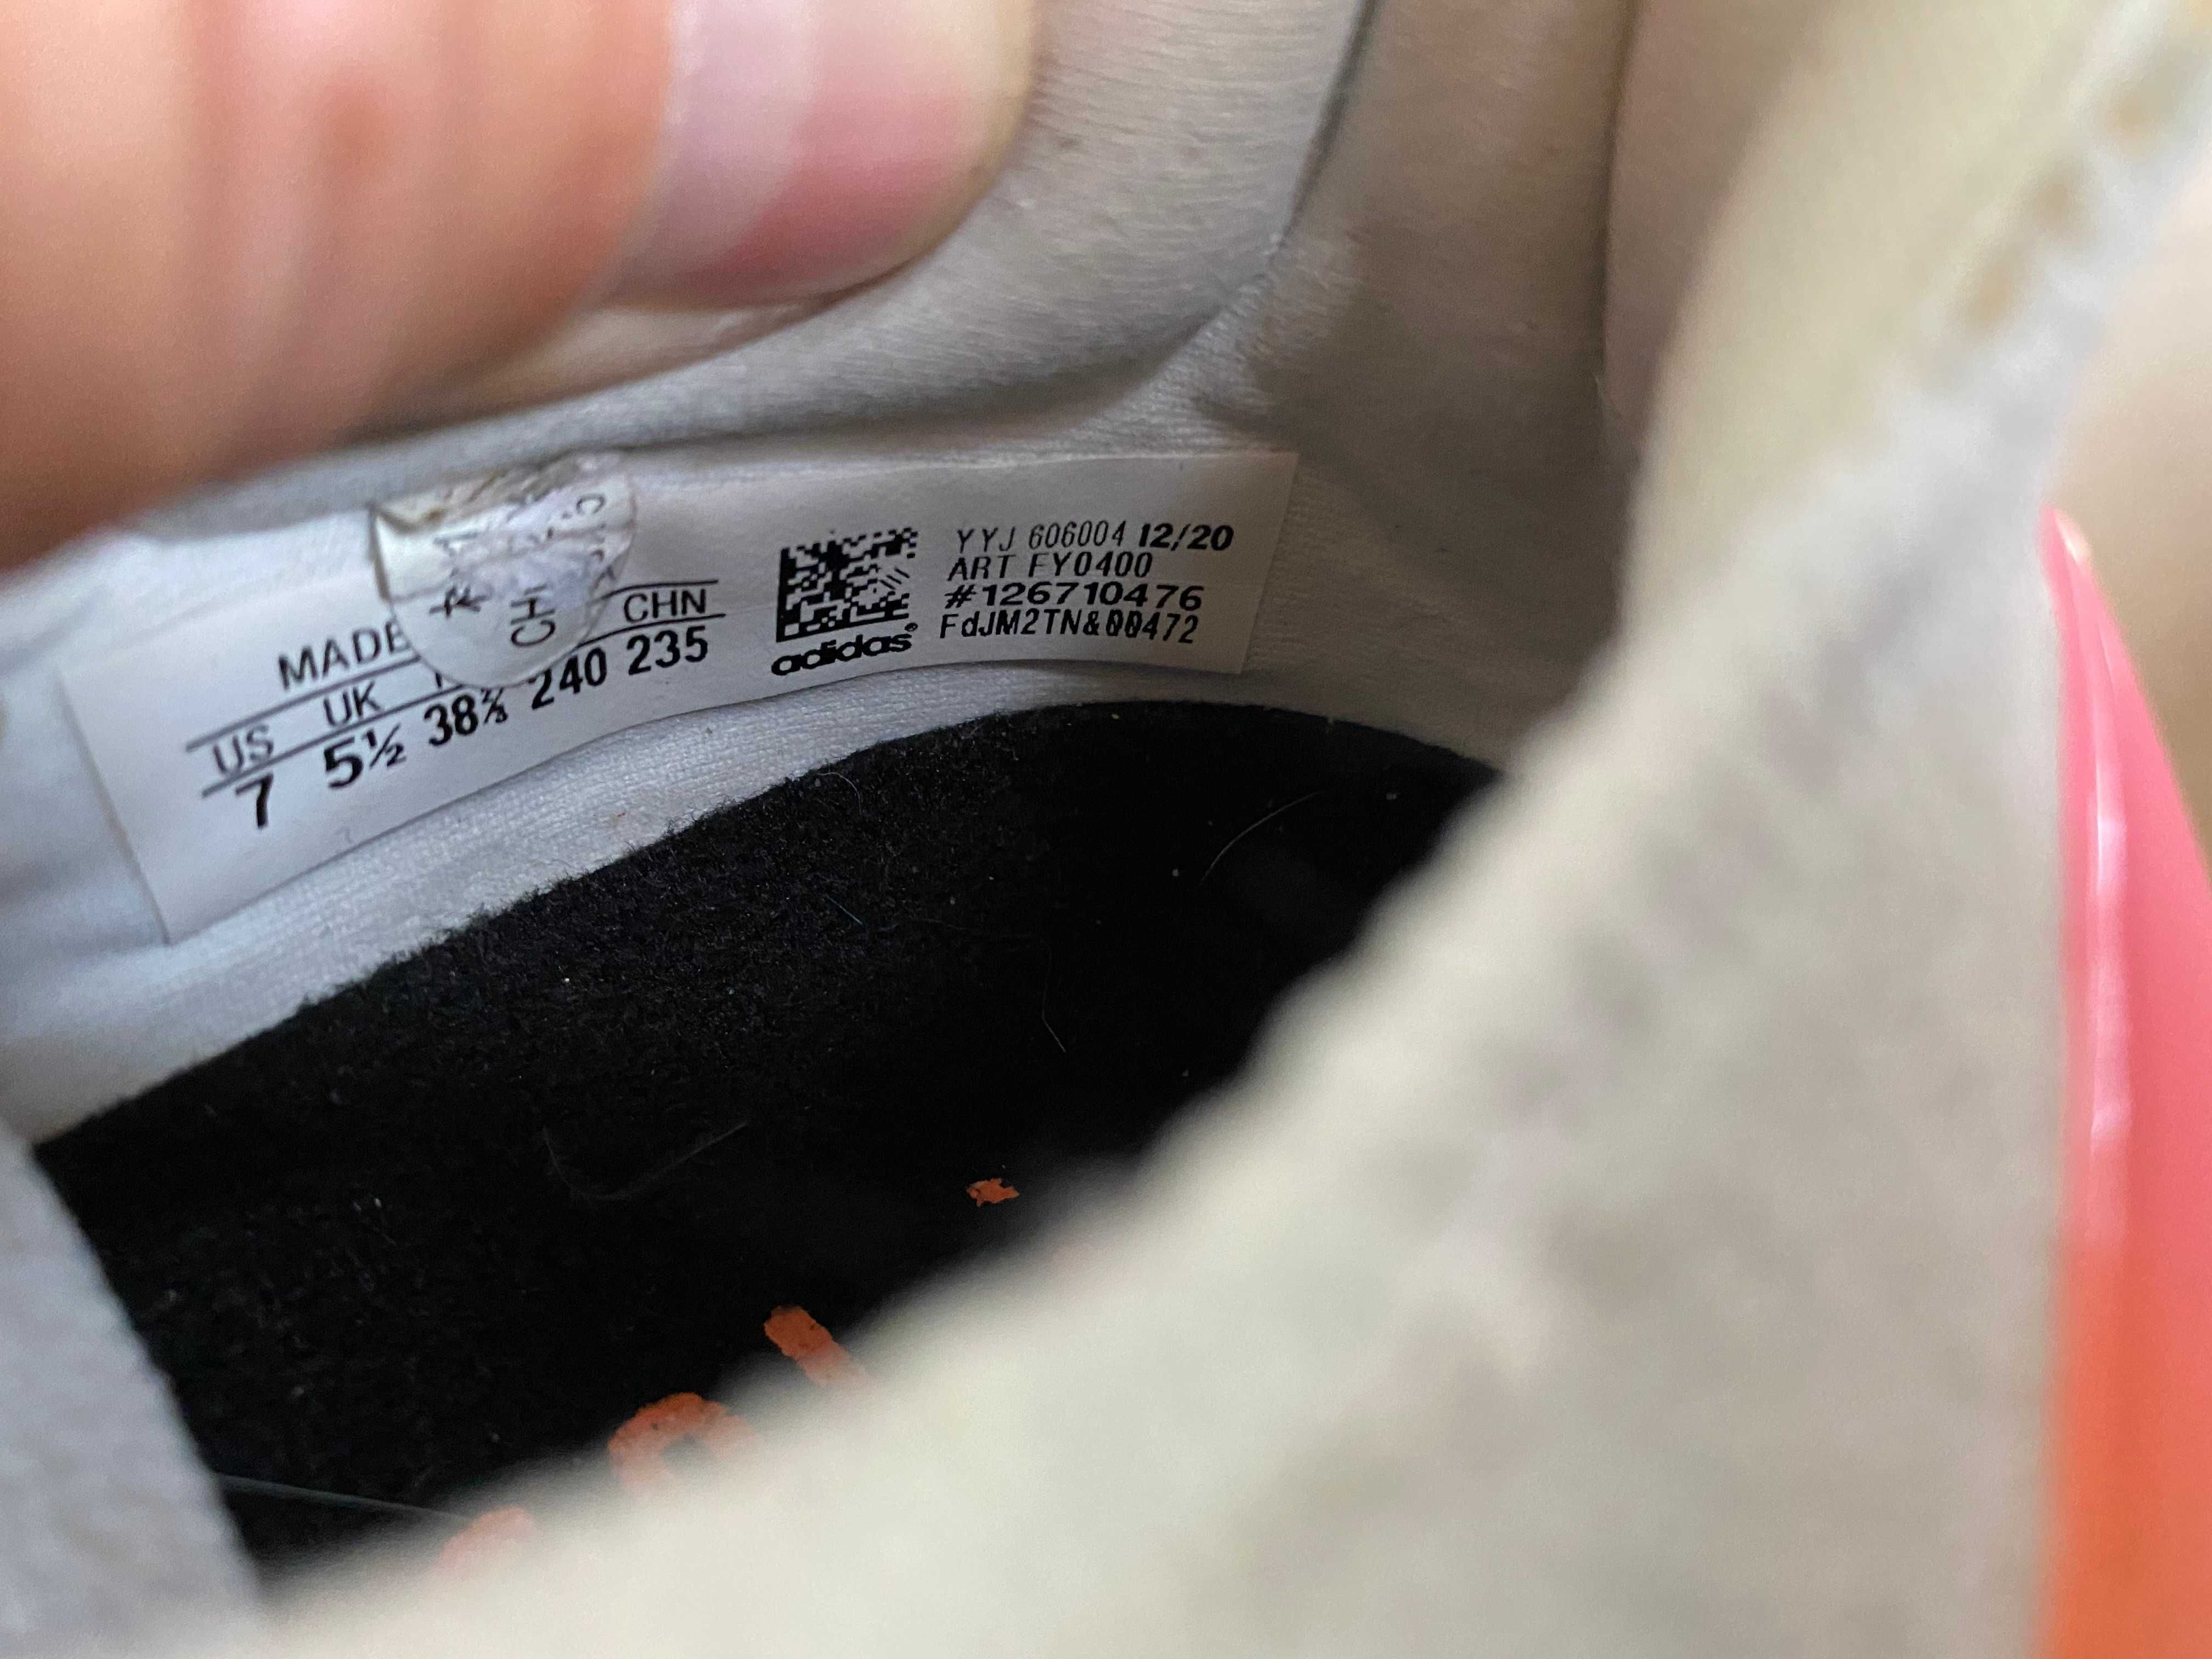 MADE
US UK CHN
7 5½ 38⅔ 240 235
adidas®
YYJ 606004 12/20
ART FY0400
#126710476
FdJM2TN&00472